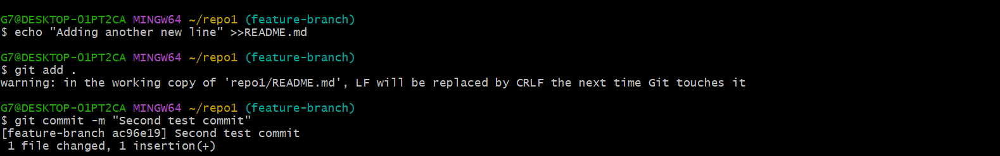 G7@DESKTOP-01PT2CA MINGW64 ~/repo1 (feature-branch)
$ echo "Adding another new line" >>README.md
G7@DESKTOP-01PT2CA MINGW64 ~/repo1 (feature-branch)
$ git add .
warning: in the working copy of 'repo1/README.md', LF will be replaced by CRLF the next time Git touches it
G7@DESKTOP-01PT2CA MINGW64 ~/repo1 (feature-branch)
$ git commit -m "Second test commit"
[feature-branch ac96e19] Second test commit
 1 file changed, 1 insertion(+)